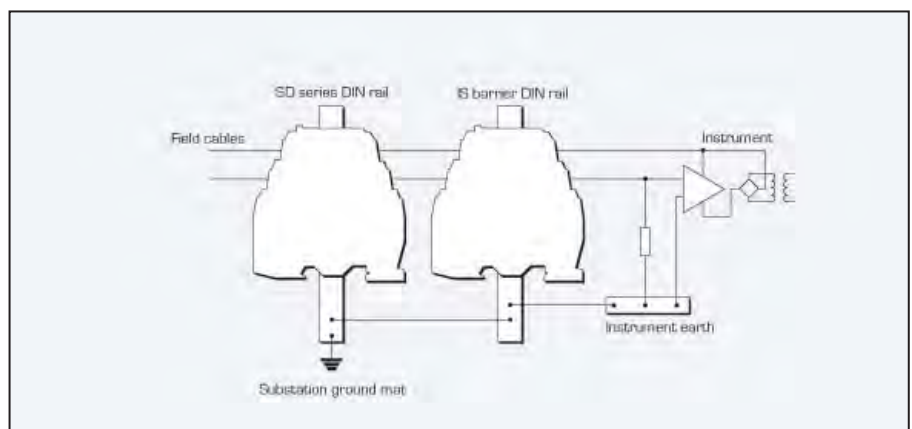 SD series DIN rail
IS barrier DIN rail
Field cables
Instrument
Instrument earth
Substation ground mat